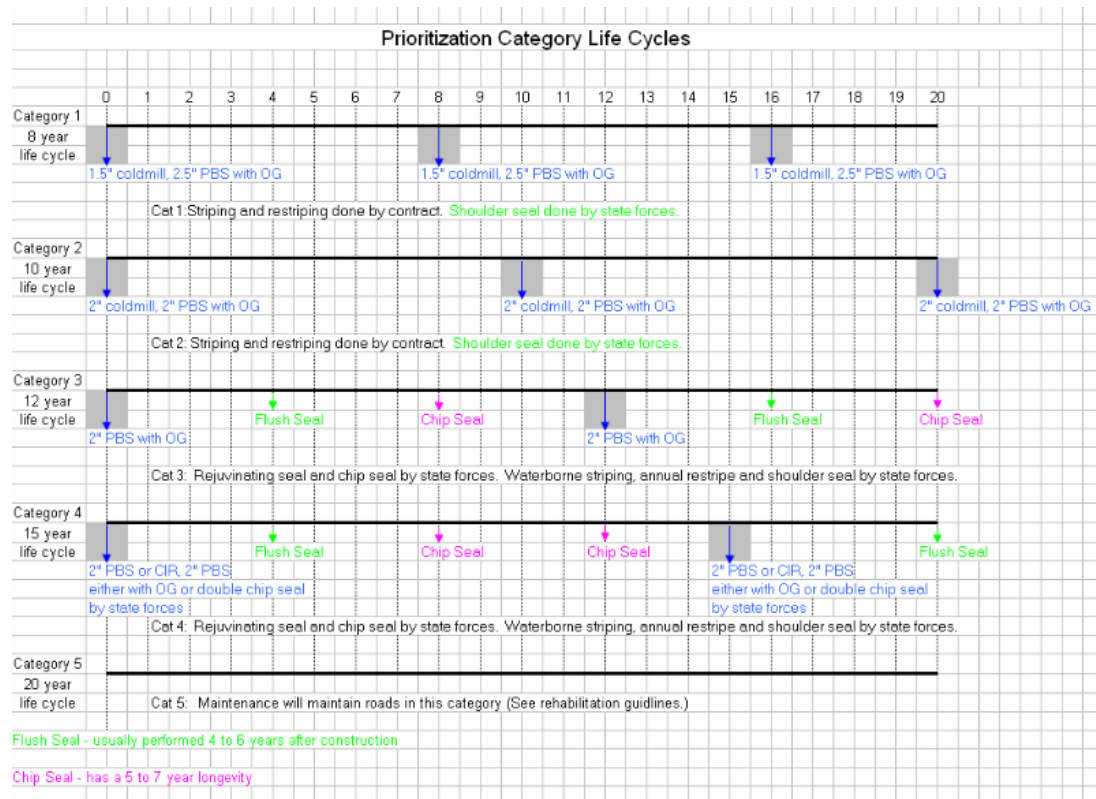 Prioritization Category Life Cycles
0 1 2 3 4 5 6 7 8 9 10 11 12 13 14 15 16 17 18 19 20
Category 1
8 year
life cycle
1.5" coldmill, 2.5" PBS with OG 1.5" coldmill, 2.5" PBS with OG 1.5" coldmill, 2.5" PBS with OG
Cat 1:Striping and restriping done by contract. Shoulder seal done by state forces.
Category 2
10 year
life cycle
2" coldmill, 2" PBS with OG 2" coldmill, 2" PBS with OG 2" coldmill, 2" PBS with OG
Cat 2: Striping and restriping done by contract. Shoulder seal done by state forces.
Category 3
12 year
life cycle Flush Seal Chip Seal Flush Seal Chip Seal
2" PBS with OG 2" PBS with OG
Cat 3: Rejuvinating seal and chip seal by state forces. Waterborne striping, annual restripe and shoulder seal by state forces.
Category 4
15 year
life cycle Flush Seal Chip Seal Chip Seal Flush Seal
2" PBS or CIR, 2" PBS 2" PBS or CIR, 2" PBS
either with OG or double chip seal either with OG or double chip seal
by state forces by state forces
Cat 4: Rejuvinating seal and chip seal by state forces. Waterborne striping, annual restripe and shoulder seal by state forces.
Category 5
20 year
life cycle Cat 5: Maintenance will maintain roads in this category (See rehabilitation guidlines.)
Flush Seal - usually performed 4 to 6 years after construction
Chip Seal - has a 5 to 7 year longevity